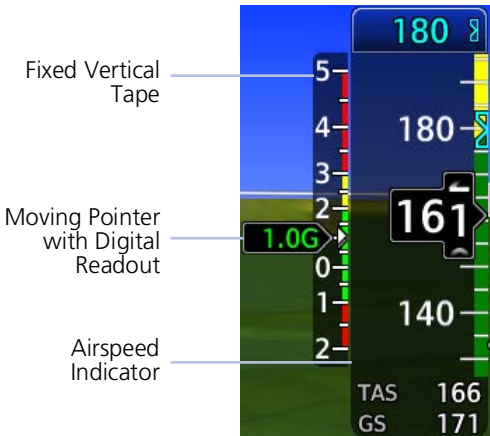 180
Fixed Vertical
Tape
5
4
180
3
Moving Pointer
with Digital
Readout
2
161
1.0G
0
1
140
Airspeed
Indicator
2
TAS 166
GS 171